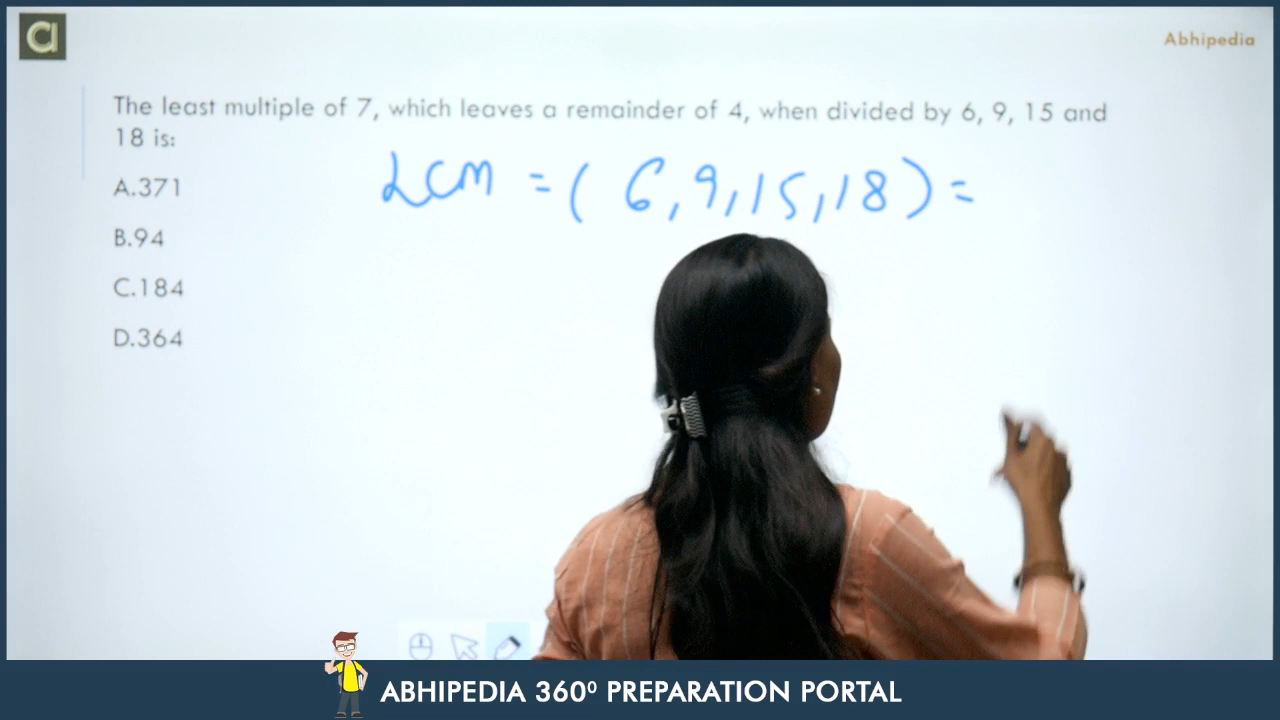 Abhipedia
The least multiple of 7, which leaves a remainder of 4, when divided by 6, 9, 15 and
18 is:
LCM = ( 6, 9, 15, 18 ) =
A.371
B.94
C.184
D.364
ABHIPEDIA 360⁰ PREPARATION PORTAL